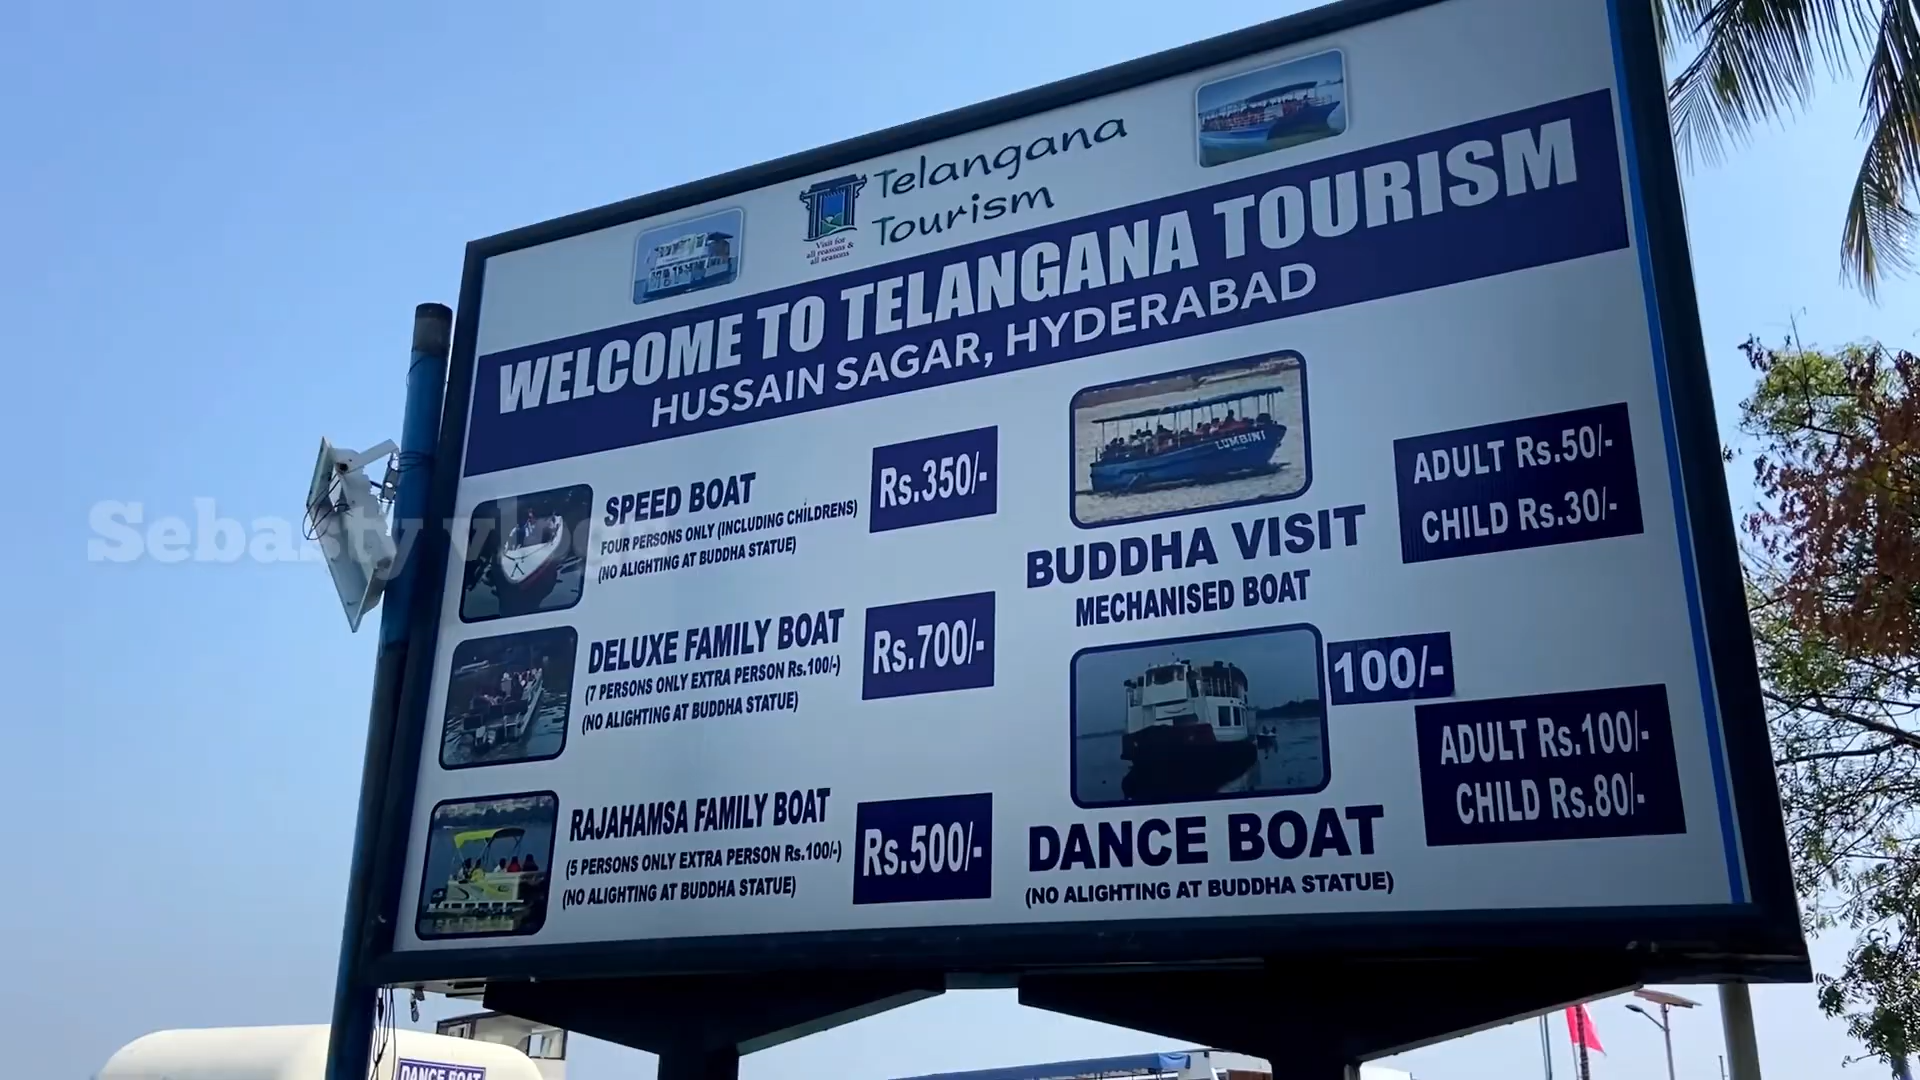 Telangana
Tourism
Visit for
all reasons &
all seasons
WELCOME TO TELANGANA TOURISM
HUSSAIN SAGAR, HYDERABAD
SPEED BOAT
FOUR PERSONS ONLY (INCLUDING CHILDRENS)
(NO ALIGHTING AT BUDDHA STATUE)
Rs.350/-
DELUXE FAMILY BOAT
(7 PERSONS ONLY EXTRA PERSON Rs.100/-)
(NO ALIGHTING AT BUDDHA STATUE)
Rs.700/-
RAJAHAMSA FAMILY BOAT
(5 PERSONS ONLY EXTRA PERSON Rs.100/-)
(NO ALIGHTING AT BUDDHA STATUE)
Rs.500/-
LUMBINI
BUDDHA VISIT
MECHANISED BOAT
ADULT Rs.50/-
CHILD Rs.30/-
100/-
DANCE BOAT
(NO ALIGHTING AT BUDDHA STATUE)
ADULT Rs.100/-
CHILD Rs.80/-
Sebasty vlogs
DANCE BOAT